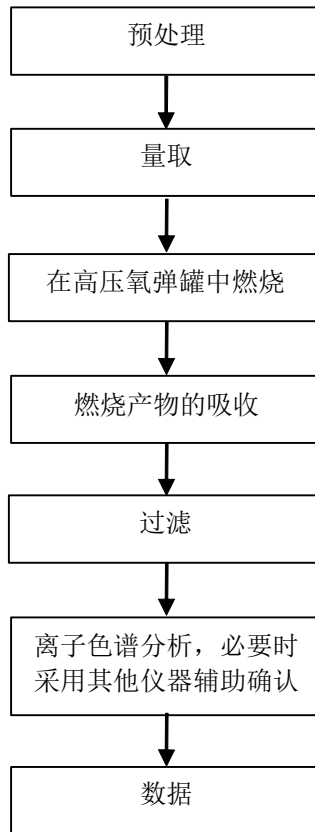 预处理
量取
在高压氧弹罐中燃烧
燃烧产物的吸收
过滤
离子色谱分析，必要时
采用其他仪器辅助确认
数据